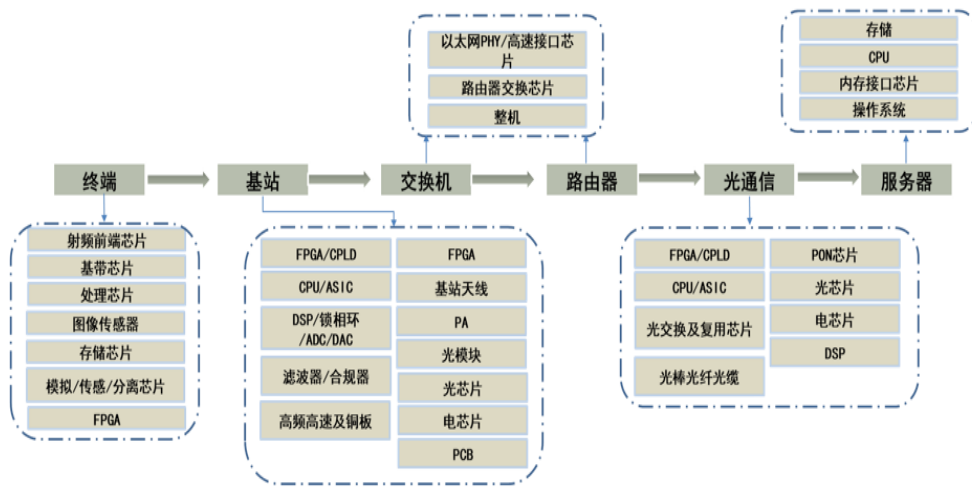 以太网PHY/高速接口芯
片
路由器交换芯片
整机
存储
CPU
内存接口芯片
操作系统
终端
基站
交换机
路由器
光通信
服务器
射频前端芯片
基带芯片
处理芯片
图像传感器
存储芯片
模拟/传感/分离芯片
FPGA
FPGA/CPLD
CPU/ASIC
DSP/锁相环
/ADC/DAC
滤波器/合规器
高频高速及铜板
FPGA
基站天线
PA
光模块
光芯片
电芯片
PCB
FPGA/CPLD
CPU/ASIC
光交换及复用芯片
光棒光纤光缆
PON芯片
光芯片
电芯片
DSP